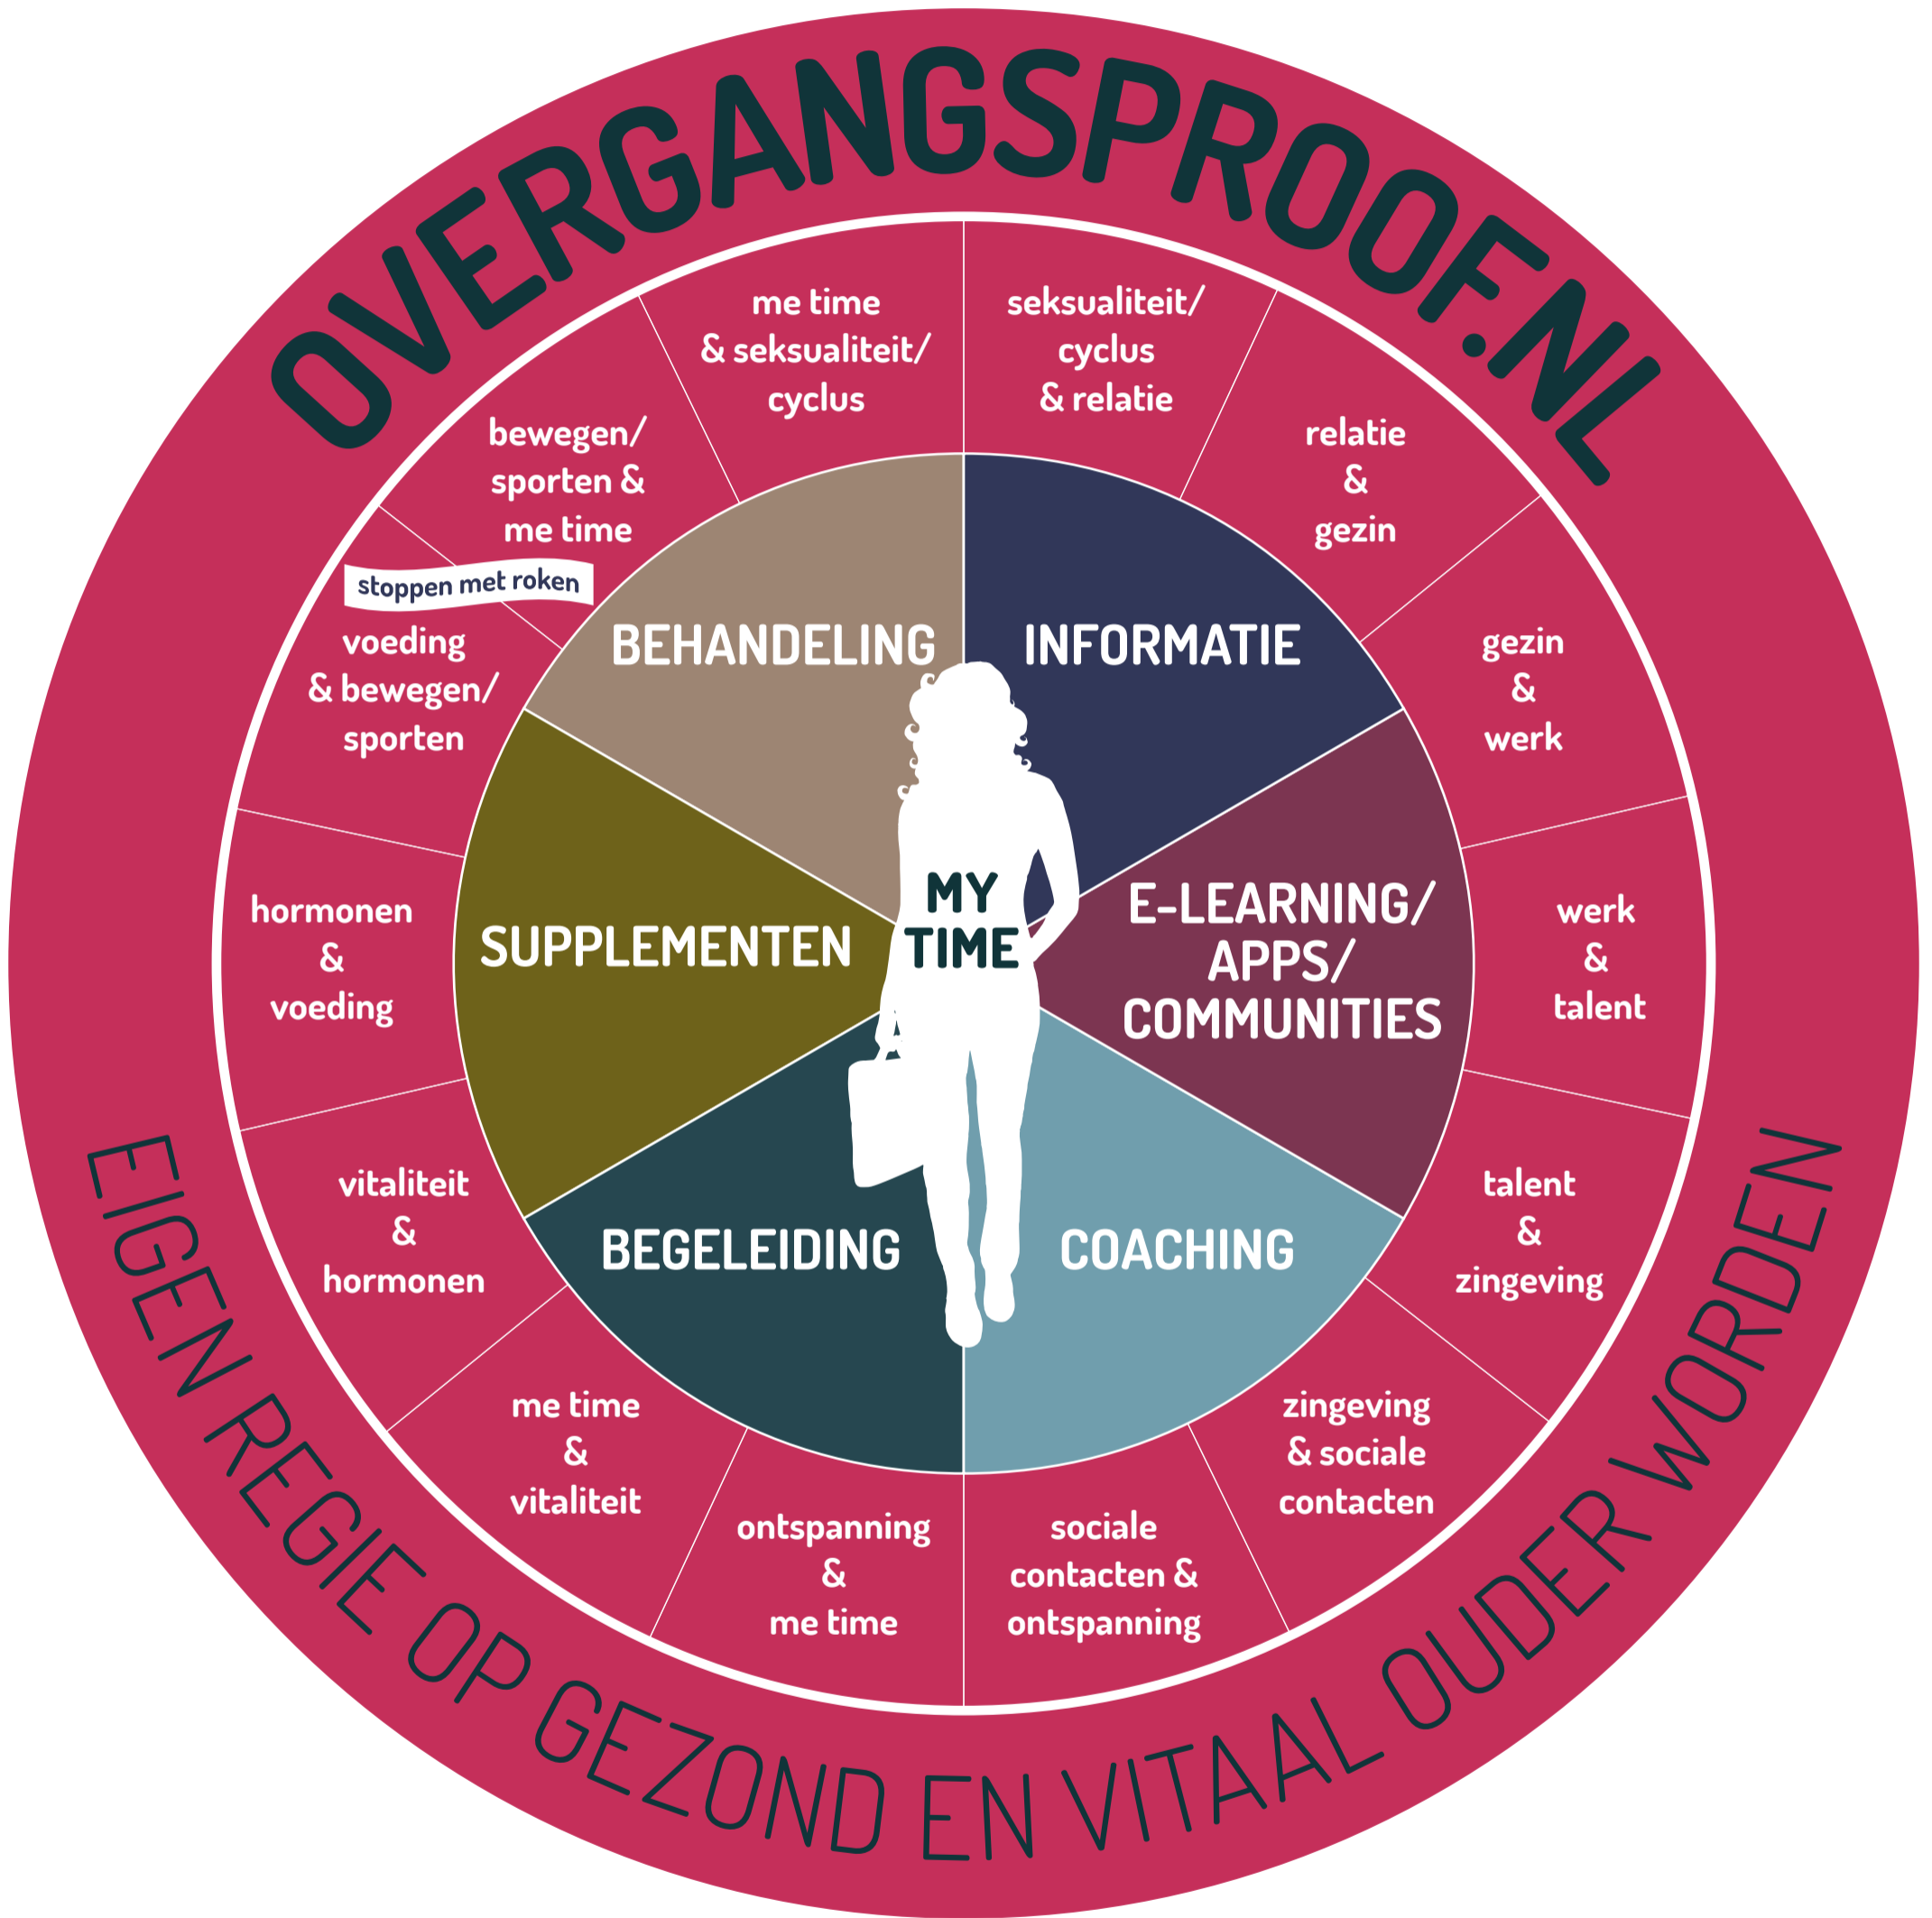 OVERGANGSPROOF.NL
seksualiteit/
cyclus
& relatie
relatie
&
gezin
gezin
&
werk
werk
&
talent
talent
&
zingeving
zingeving
& sociale
contacten
sociale
contacten &
ontspanning
ontspanning
&
me time
me time
&
vitaliteit
vitaliteit
&
hormonen
hormonen
&
voeding
voeding
& bewegen/
sporten
stoppen met roken
bewegen/
sporten &
me time
me time
& seksualiteit/
cyclus
BEHANDELING
INFORMATIE
E-LEARNING/
APPS/
COMMUNITIES
COACHING
BEGELEIDING
SUPPLEMENTEN
MY
TIME
EIGEN REGIE OP GEZOND EN VITAAL OUDER WORDEN